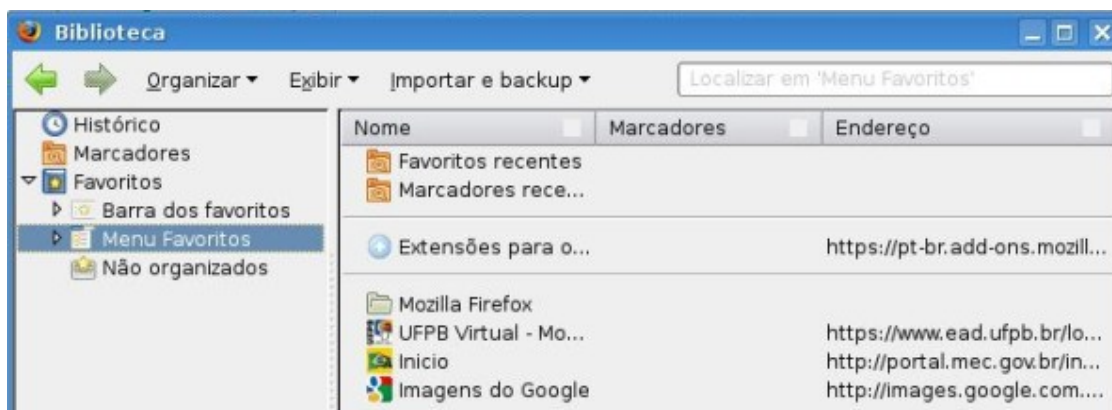 Biblioteca
Organizar Exibir Importar e backup Localizar em 'Menu Favoritos'
Histórico
Marcadores
Favoritos
Barra dos favoritos
Menu Favoritos
Não organizados
Nome Marcadores Endereço
Favoritos recentes
Marcadores rece...
Extensões para o... https://pt-br.add-ons.mozill...
Mozilla Firefox
UFPB Virtual - Mo... https://www.ead.ufpb.br/lo...
Inicio http://portal.mec.gov.br/in...
Imagens do Google http://images.google.com....